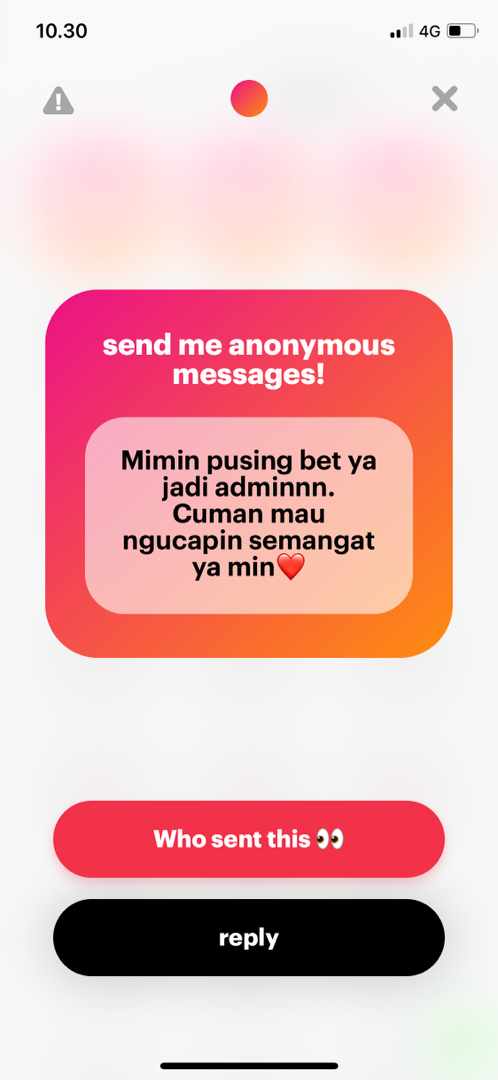 10.30
4G
send me anonymous
messages!
Mimin pusing bet ya
jadi adminnn.
Cuman mau
ngucapin semangat
ya min❤️
Who sent this 👀
reply